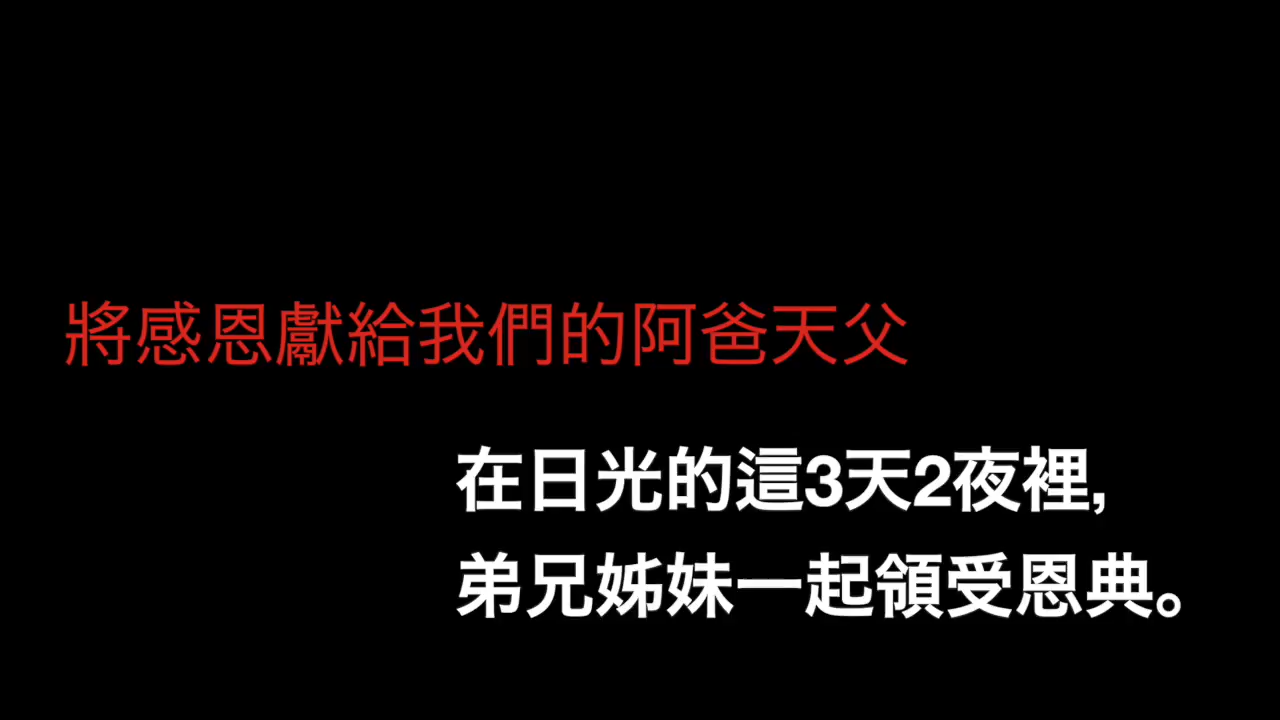 將感恩獻給我們的阿爸天父
在日光的這3天2夜裡,
弟兄姊妹一起領受恩典。